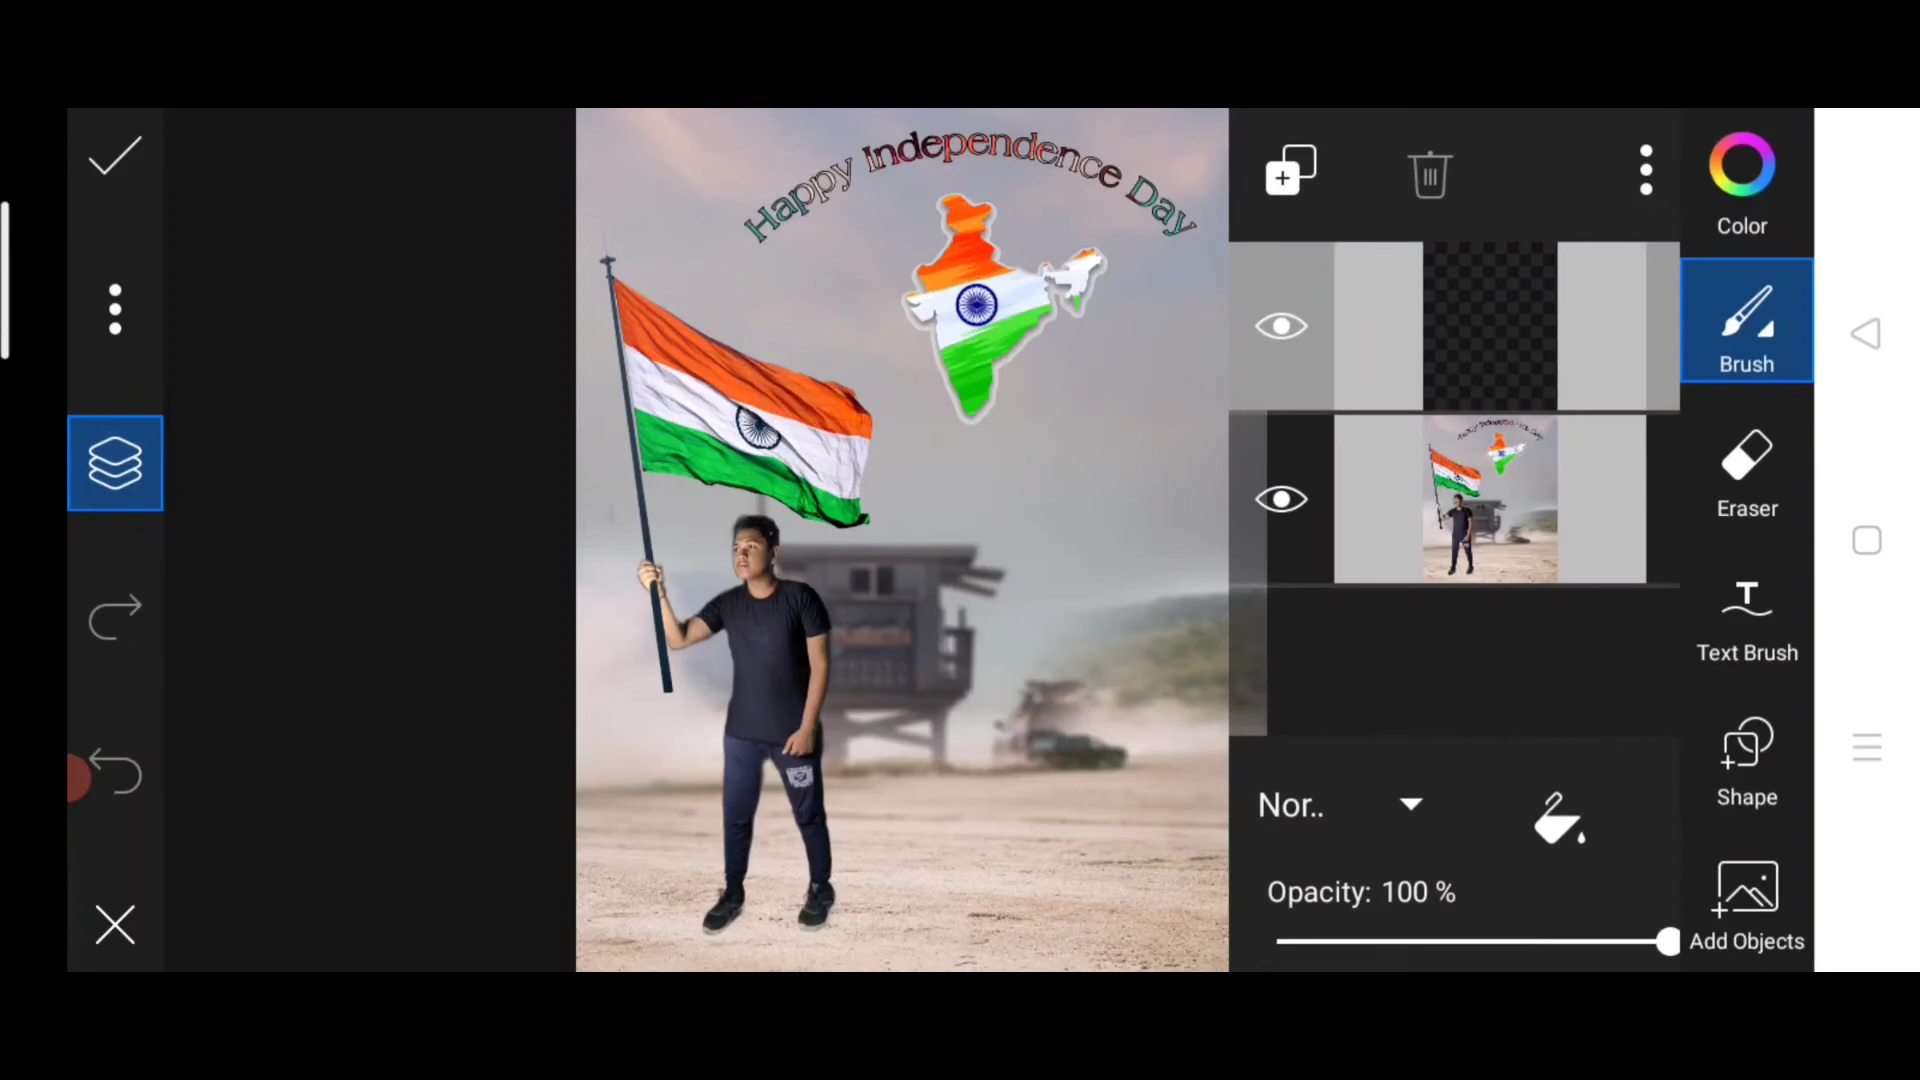 Happy Independence Day
Color
Brush
Eraser
T
Text Brush
Shape
Nor..
Opacity: 100 %
Add Objects